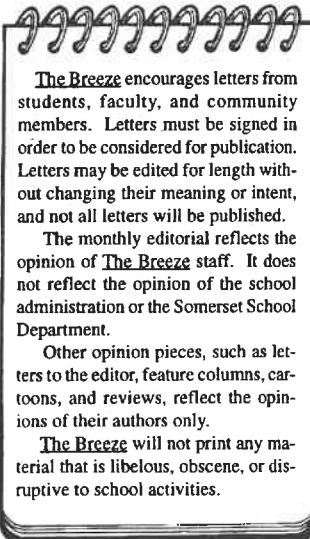 The Breeze encourages letters from
students, faculty, and community
members. Letters must be signed in
order to be considered for publication.
Letters may be edited for length with-
out changing their meaning or intent,
and not all letters will be published.
The monthly editorial reflects the
opinion of The Breeze staff. It does
not reflect the opinion of the school
administration or the Somerset School
Department.
Other opinion pieces, such as let-
ters to the editor, feature columns, car-
toons, and reviews, reflect the opin-
ions of their authors only.
The Breeze will not print any ma-
terial that is libelous, obscene, or dis-
ruptive to school activities.